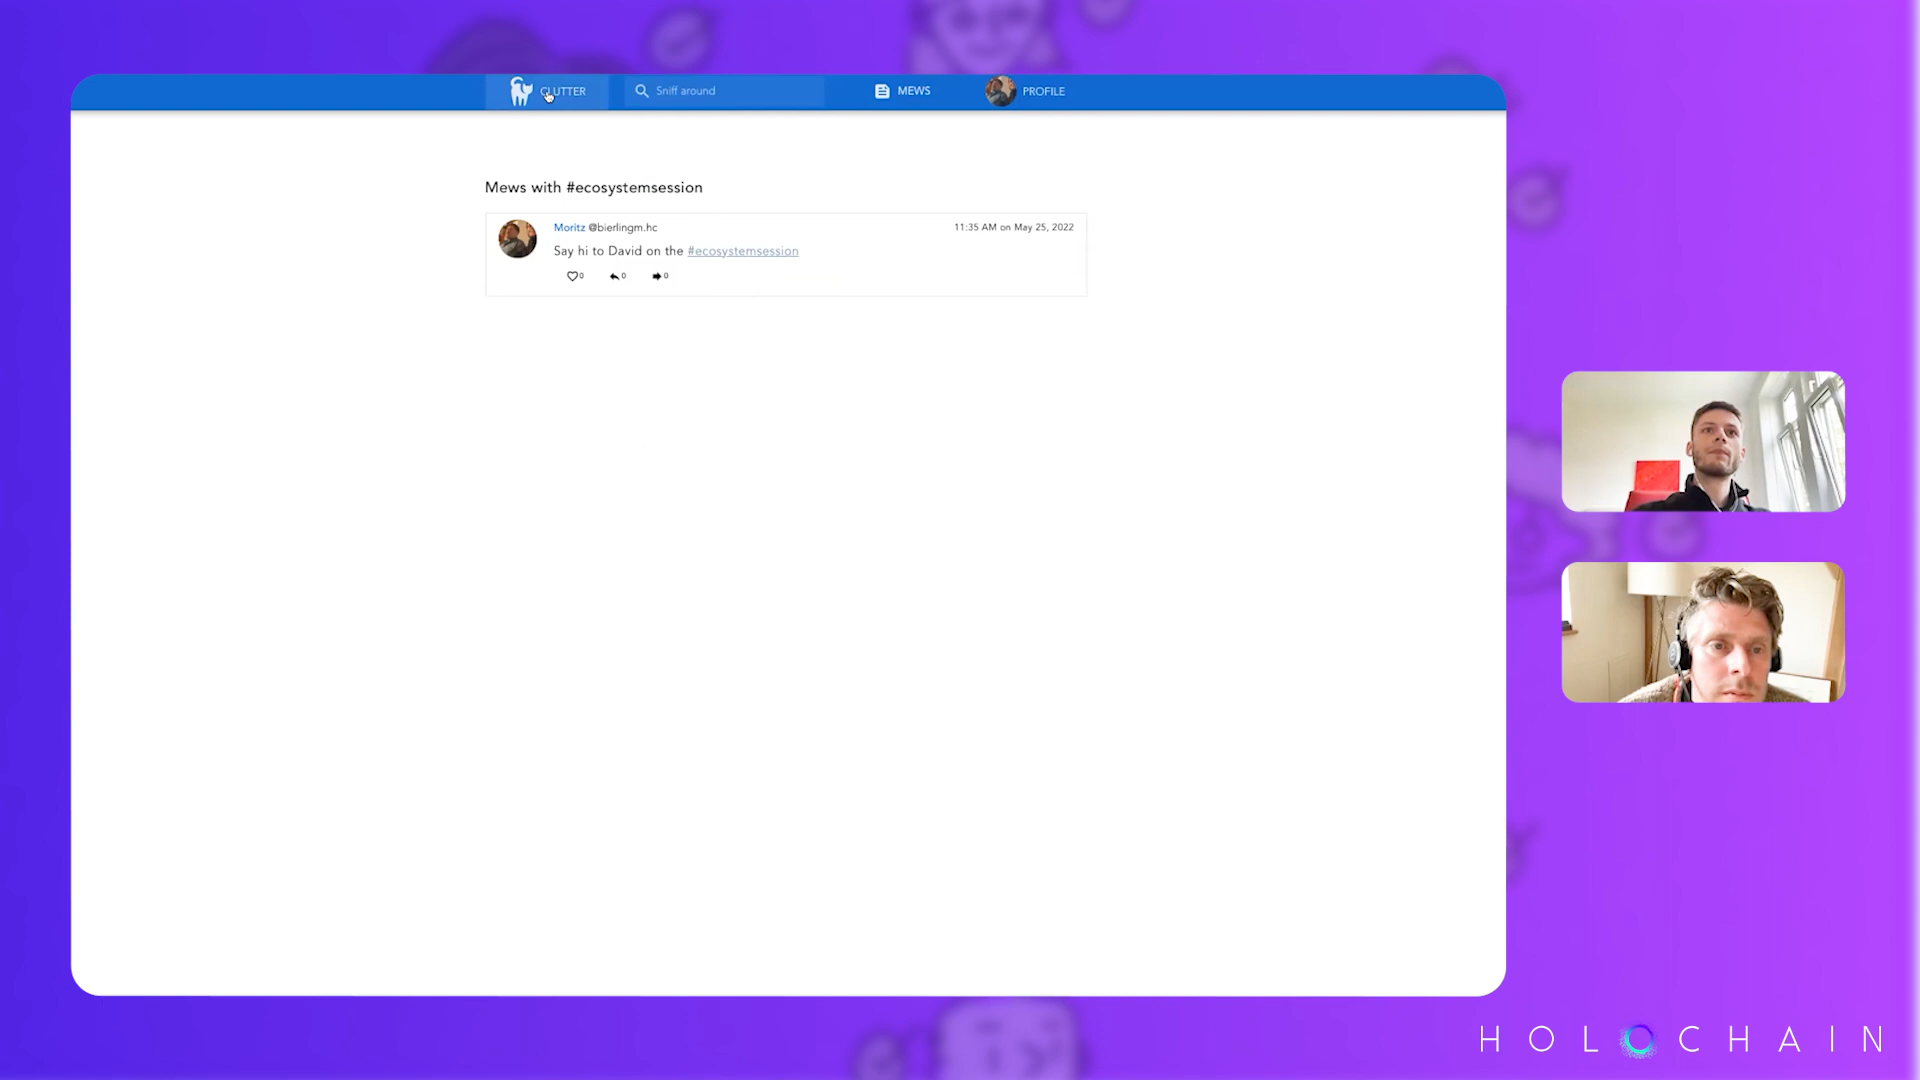 CLUTTER
Sniff around
MEWS
PROFILE
Mews with #ecosystemsession
Moritz @bierlingm.hc
11:35 AM on May 25, 2022
Say hi to David on the #ecosystemsession
0 0 0
HOLOCHAIN